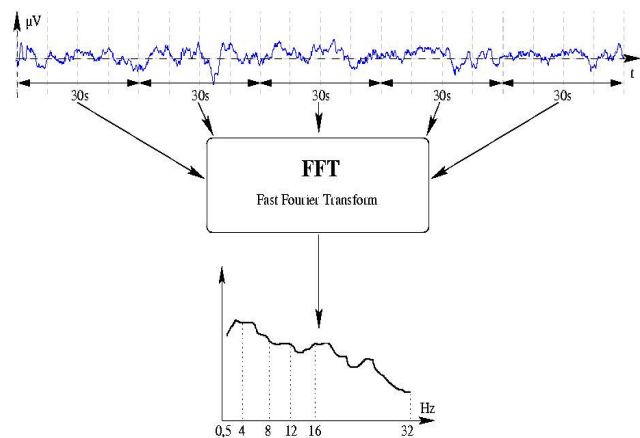 μV
t
30s 30s 30s 30s 30s
FFT
Fast Fourier Transform
Hz
0,5 4 8 12 16 32